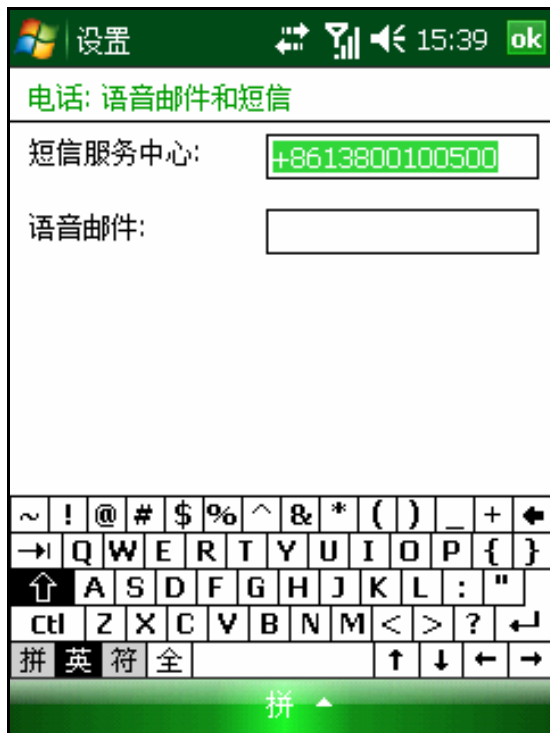 设置 15:39 ok
电话: 语音邮件和短信
短信服务中心: +8613800100500
语音邮件:
~ ! @ # $ % ^ & * ( ) _ + ←
→ Q W E R T Y U I O P { }
⇧ A S D F G H J K L : "
Ctl Z X C V B N M < > ? ↵
拼 英 符 全 ↑ ↓ ← →
拼